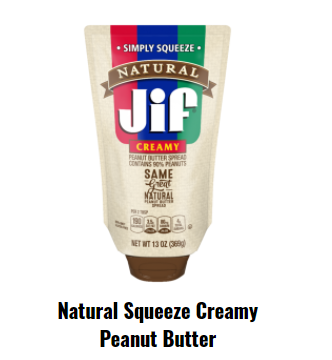 • SIMPLY SQUEEZE •
NATURAL
Jif
CREAMY
PEANUT BUTTER SPREAD
CONTAINS 90% PEANUTS
SAME
Great
NATURAL
PEANUT BUTTER
SPREAD
NET WT 13 OZ (369g)
Natural Squeeze Creamy
Peanut Butter